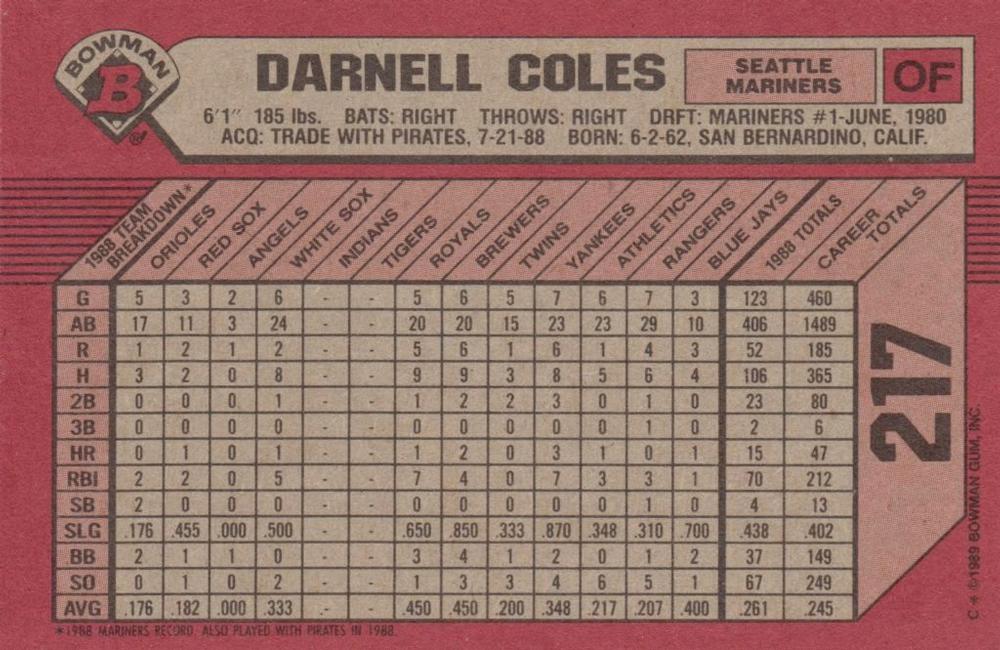 BOWMAN
B
®
DARNELL COLES
SEATTLE
MARINERS
OF
6'1" 185 lbs. BATS: RIGHT THROWS: RIGHT DRFT: MARINERS #1-JUNE, 1980
ACQ: TRADE WITH PIRATES, 7-21-88 BORN: 6-2-62, SAN BERNARDINO, CALIF.
1988 TEAM BREAKDOWN* ORIOLES RED SOX ANGELS WHITE SOX INDIANS TIGERS ROYALS BREWERS TWINS YANKEES ATHLETICS RANGERS BLUE JAYS 1988 TOTALS CAREER TOTALS
G 5 3 2 6 - - 5 6 5 7 6 7 3 123 460
AB 17 11 3 24 - - 20 20 15 23 23 29 10 406 1489
R 1 2 1 2 - - 5 6 1 6 1 4 3 52 185
H 3 2 0 8 - - 9 9 3 8 5 6 4 106 365
2B 0 0 0 1 - - 1 2 2 3 0 1 0 23 80
3B 0 0 0 0 - - 0 0 0 0 0 1 0 2 6
HR 0 1 0 1 - - 1 2 0 3 1 0 1 15 47
RBI 2 2 0 5 - - 7 4 0 7 3 3 1 70 212
SB 2 0 0 0 - - 0 0 0 0 0 1 0 4 13
SLG .176 .455 .000 .500 - - .650 .850 .333 .870 .348 .310 .700 .438 .402
BB 2 1 1 0 - - 3 4 1 2 0 1 2 37 149
SO 0 1 0 2 - - 1 3 3 4 6 5 1 67 249
AVG .176 .182 .000 .333 .- - .450 .450 .200 .348 .217 .207 .400 .261 .245
*1988 MARINERS RECORD. ALSO PLAYED WITH PIRATES IN 1988.
217
C * © 1989 BOWMAN GUM, INC.